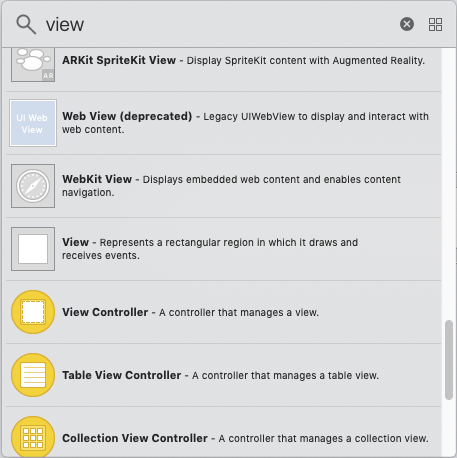 view
ARKit SpriteKit View - Display SpriteKit content with Augmented Reality.
AR
UI Web
View
Web View (deprecated) - Legacy UIWebView to display and interact with
web content.
WebKit View - Displays embedded web content and enables content
navigation.
View - Represents a rectangular region in which it draws and
receives events.
View Controller - A controller that manages a view.
Table View Controller - A controller that manages a table view.
Collection View Controller - A controller that manages a collection view.